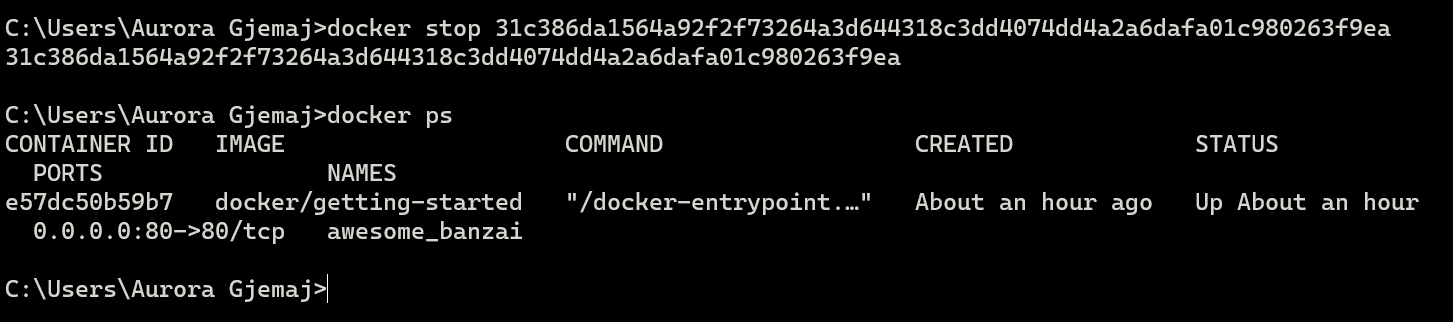 C:\Users\Aurora Gjemaj>docker stop 31c386da1564a92f2f73264a3d644318c3dd4074dd4a2a6dafa01c980263f9ea
31c386da1564a92f2f73264a3d644318c3dd4074dd4a2a6dafa01c980263f9ea
C:\Users\Aurora Gjemaj>docker ps
CONTAINER ID   IMAGE                    COMMAND                  CREATED             STATUS
  PORTS                NAMES
e57dc50b59b7   docker/getting-started   "/docker-entrypoint.…"   About an hour ago   Up About an hour
  0.0.0.0:80->80/tcp   awesome_banzai
C:\Users\Aurora Gjemaj>